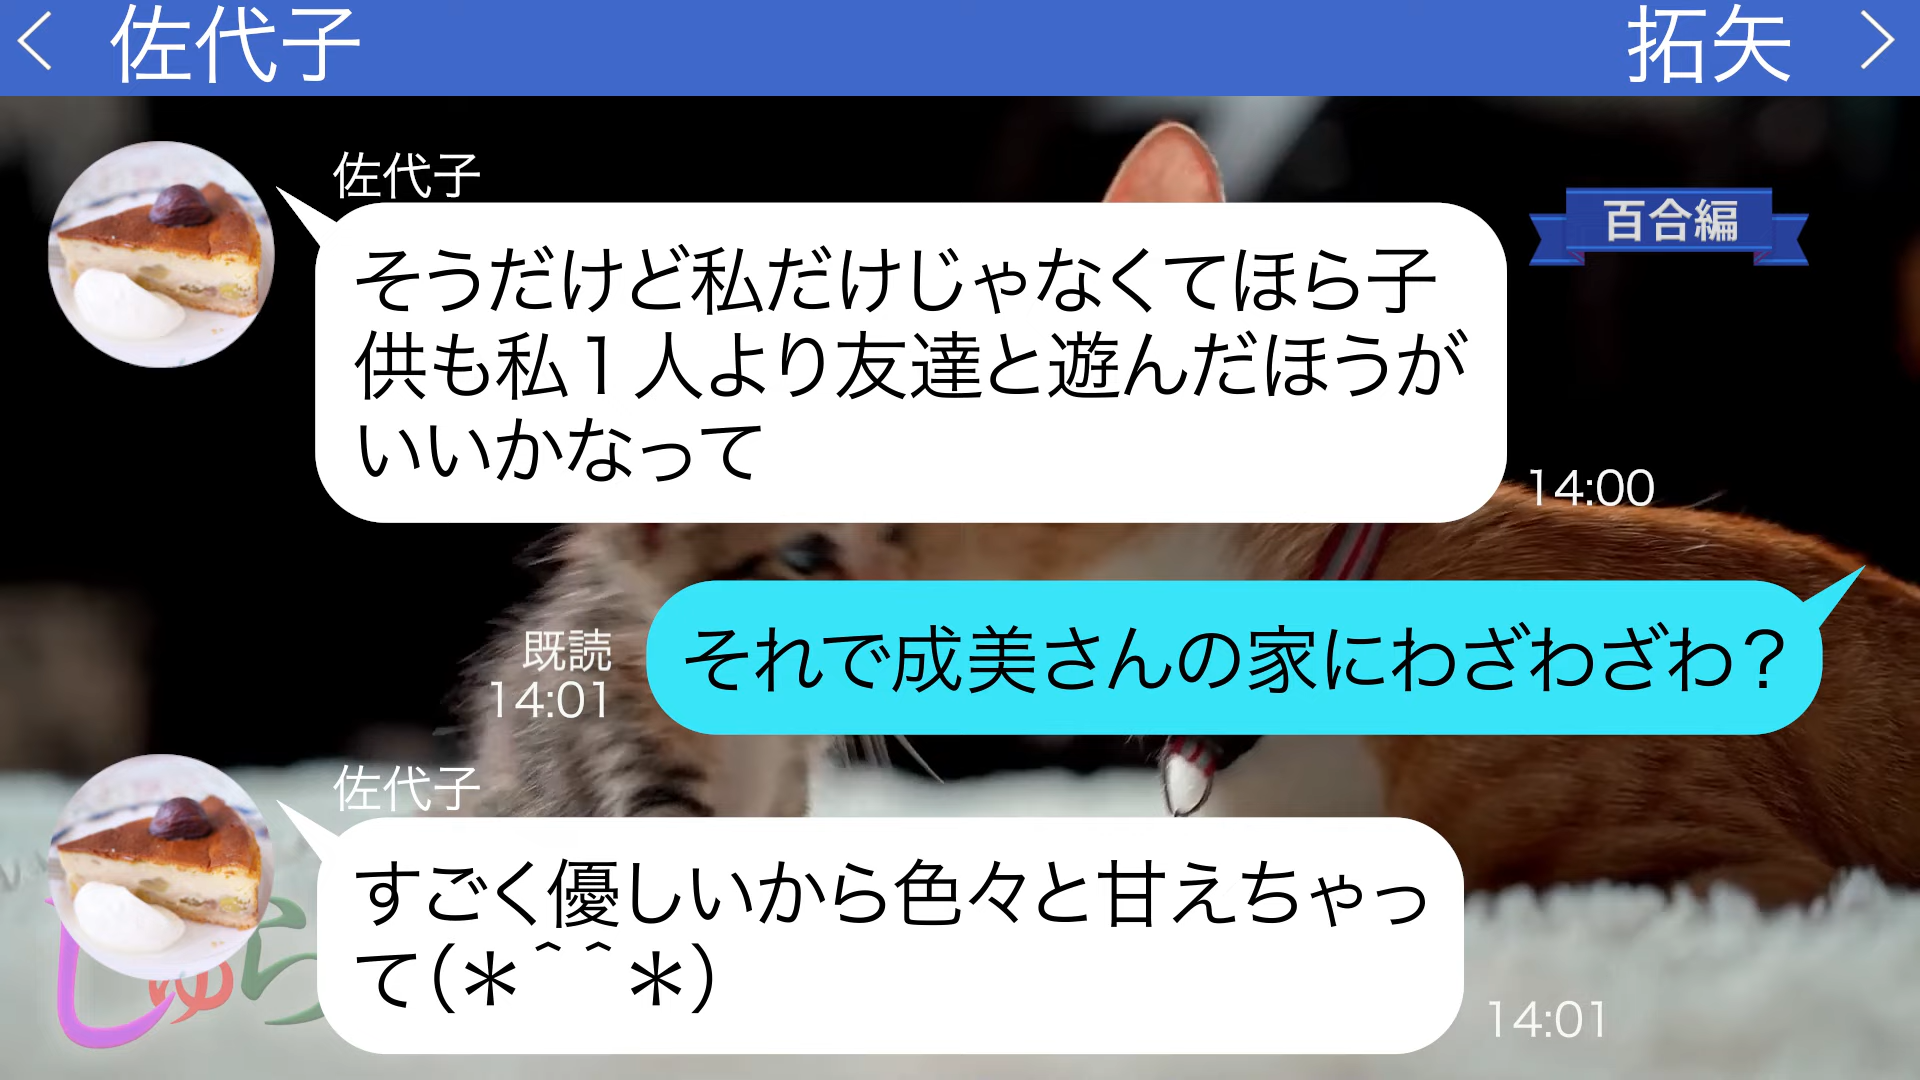 佐代子
拓矢
佐代子
百合編
そうだけど私だけじゃなくてほら子
供も私1人より友達と遊んだほうが
いいかなって
14:00
それで成美さんの家にわざわざわ？
既読
14:01
佐代子
すごく優しいから色々と甘えちゃっ
て(＊＾＾＊)
14:01
しゅら